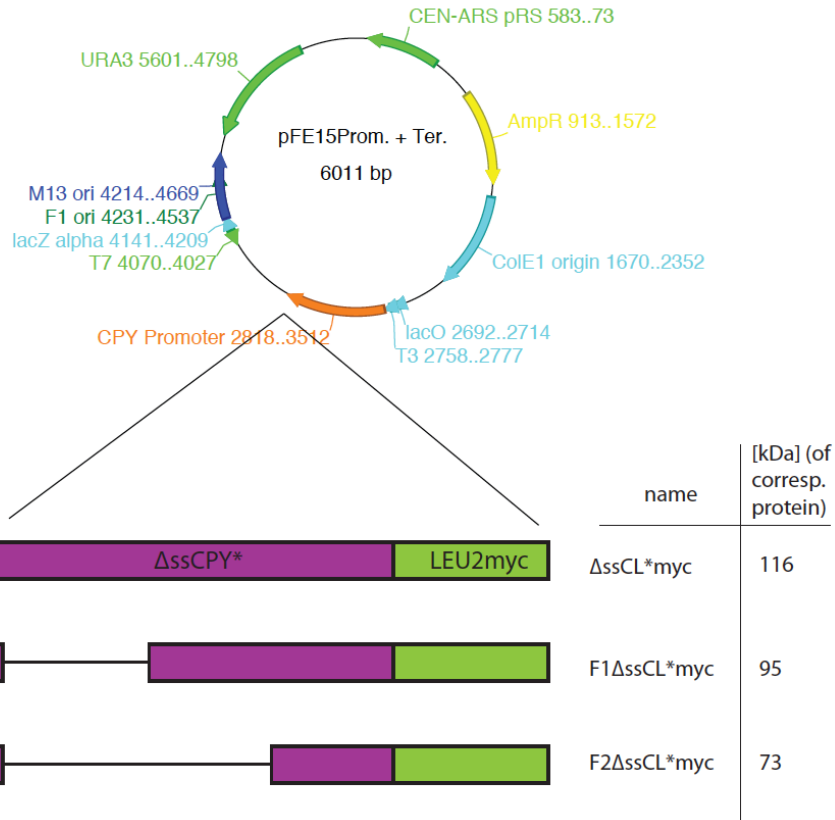 CEN-ARS pRS 583..73
URA3 5601..4798
AmpR 913..1572
pFE15Prom. + Ter.
6011 bp
M13 ori 4214..4669
F1 ori 4231..4537
lacZ alpha 4141..4209
T7 4070..4027
ColE1 origin 1670..2352
CPY Promoter 2818..3512
lacO 2692..2714
T3 2758..2777
name
[kDa] (of
corresp.
protein)
ΔssCPY*
LEU2myc
ΔssCL*myc
116
F1ΔssCL*myc
95
F2ΔssCL*myc
73